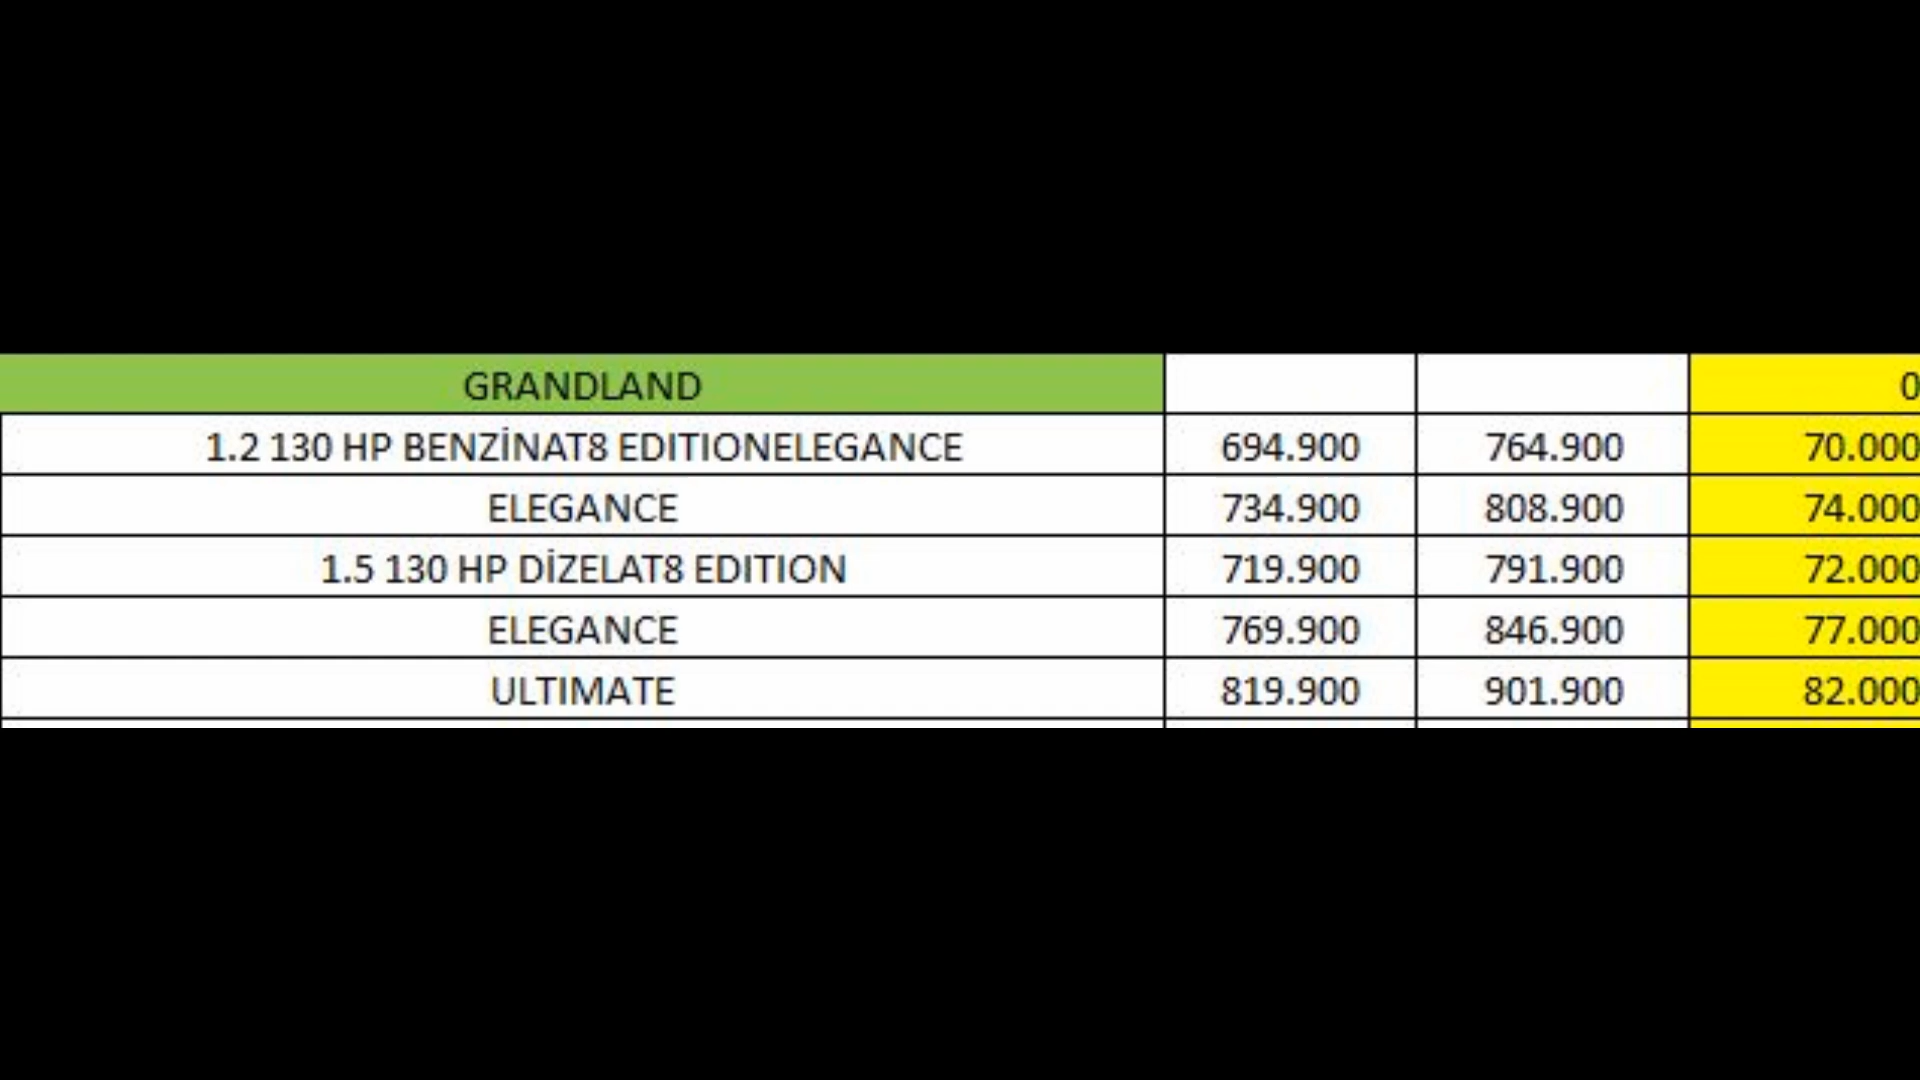 GRANDLAND 0
1.2 130 HP BENZİNAT8 EDITIONELEGANCE 694.900 764.900 70.000
ELEGANCE 734.900 808.900 74.000
1.5 130 HP DİZELAT8 EDITION 719.900 791.900 72.000
ELEGANCE 769.900 846.900 77.000
ULTIMATE 819.900 901.900 82.000